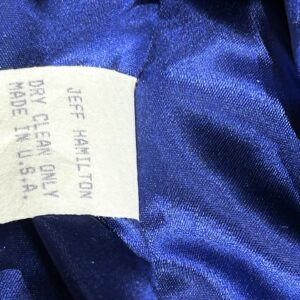 JEFF HAMILTON
DRY CLEAN ONLY
MADE IN U.S.A.